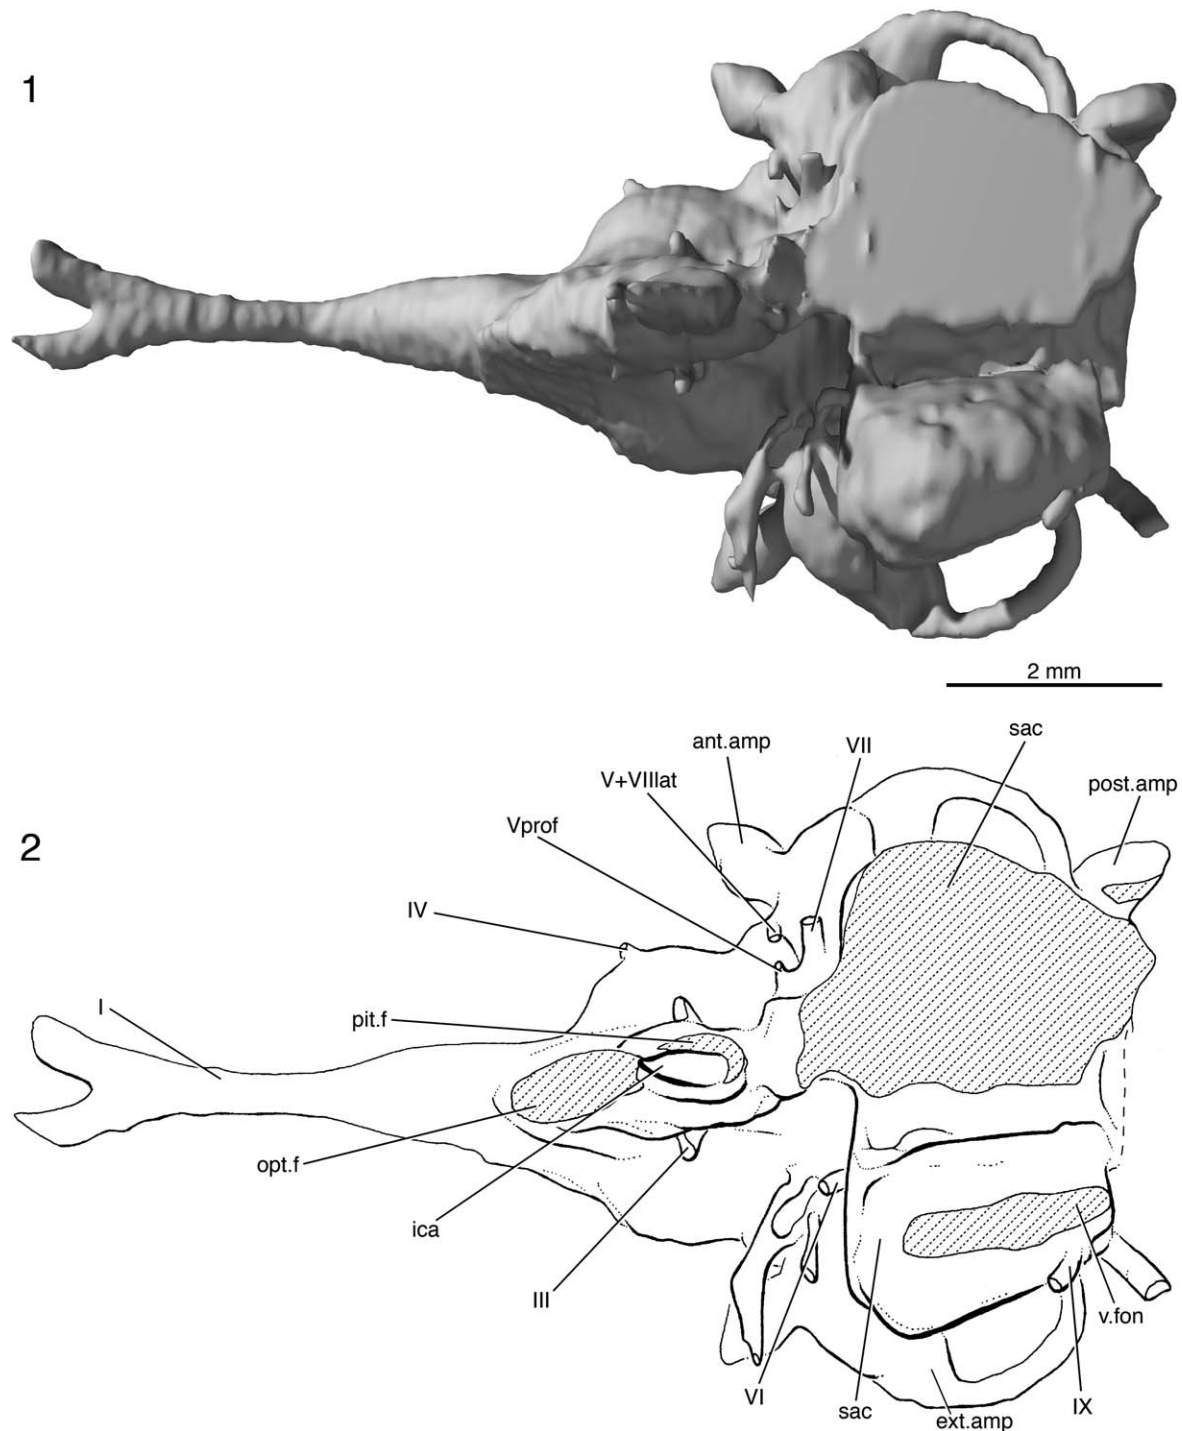 1
2 mm
sac
ant.amp
VII
V+VIIlat
post.amp
Vprof
2
IV
I
pit.f
opt.f
ica
III
v.fon
VI
sac
IX
ext.amp